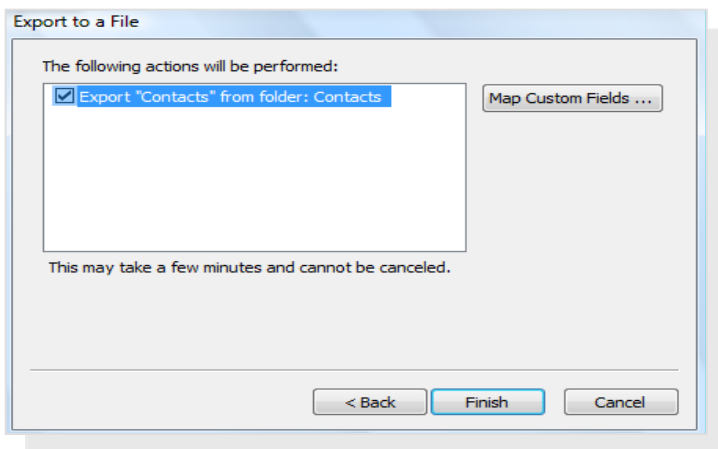 Export to a File
The following actions will be performed:
Export "Contacts" from folder: Contacts
Map Custom Fields ...
This may take a few minutes and cannot be canceled.
< Back
Finish
Cancel